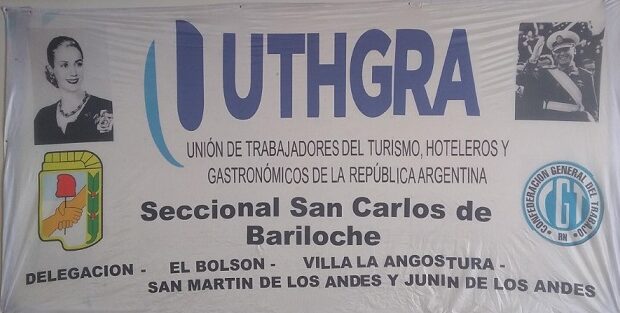 UTHGRA
UNIÓN DE TRABAJADORES DEL TURISMO, HOTELEROS Y
GASTRONÓMICOS DE LA REPÚBLICA ARGENTINA
Seccional San Carlos de
Bariloche
CONFEDERACION GENERAL DEL TRABAJO
CGT
RN
DELEGACION - EL BOLSON - VILLA LA ANGOSTURA -
SAN MARTIN DE LOS ANDES Y JUNIN DE LOS ANDES